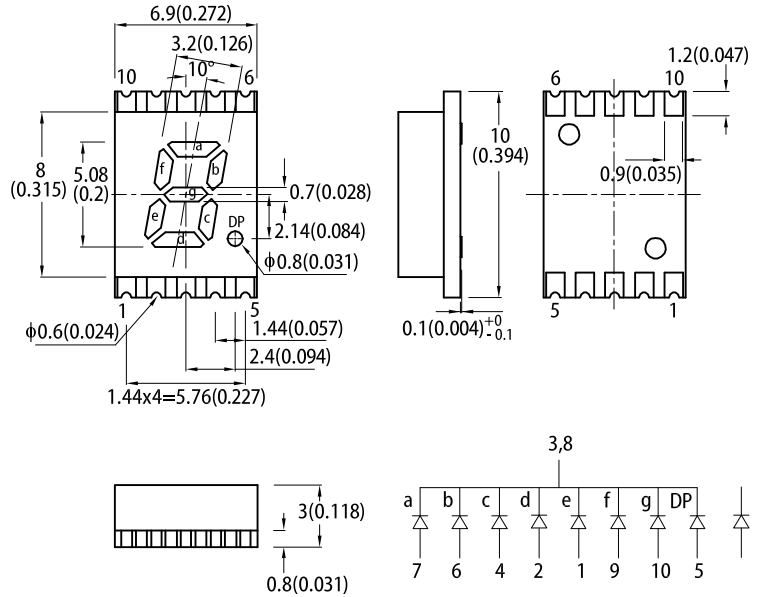 6.9(0.272)
3.2(0.126)
10°
10 6
a
f b
g
e c
d
DP
8
(0.315)
5.08
(0.2)
0.7(0.028)
2.14(0.084)
ϕ0.8(0.031)
1 5
ϕ0.6(0.024)
1.44(0.057)
2.4(0.094)
1.44x4=5.76(0.227)
10
(0.394)
0.1(0.004)+0
-0.1
1.2(0.047)
6 10
0.9(0.035)
5 1
3(0.118)
0.8(0.031)
3,8
a b c d e f g DP
7 6 4 2 1 9 10 5